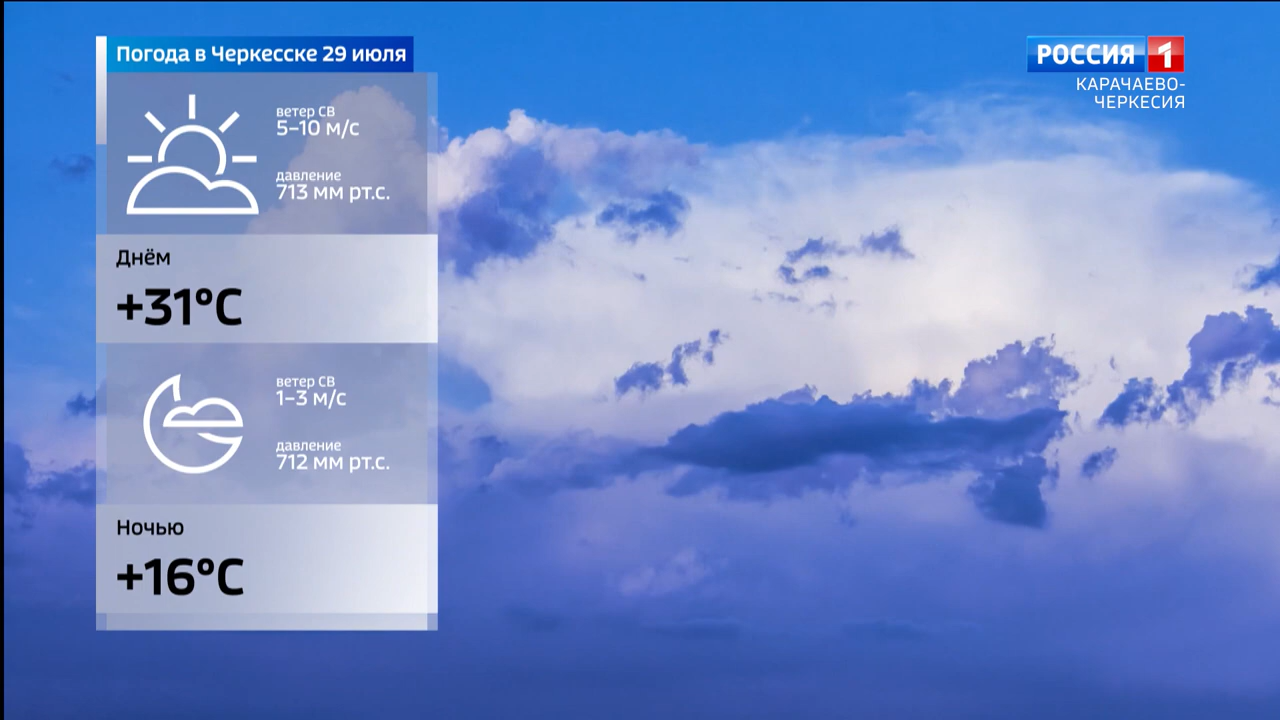 Погода в Черкесске 29 июля
РОССИЯ 1
КАРАЧАЕВО-
ЧЕРКЕСИЯ
ветер СВ
5–10 м/с
давление
713 мм рт.с.
Днём
+31°C
ветер СВ
1–3 м/с
давление
712 мм рт.с.
Ночью
+16°C